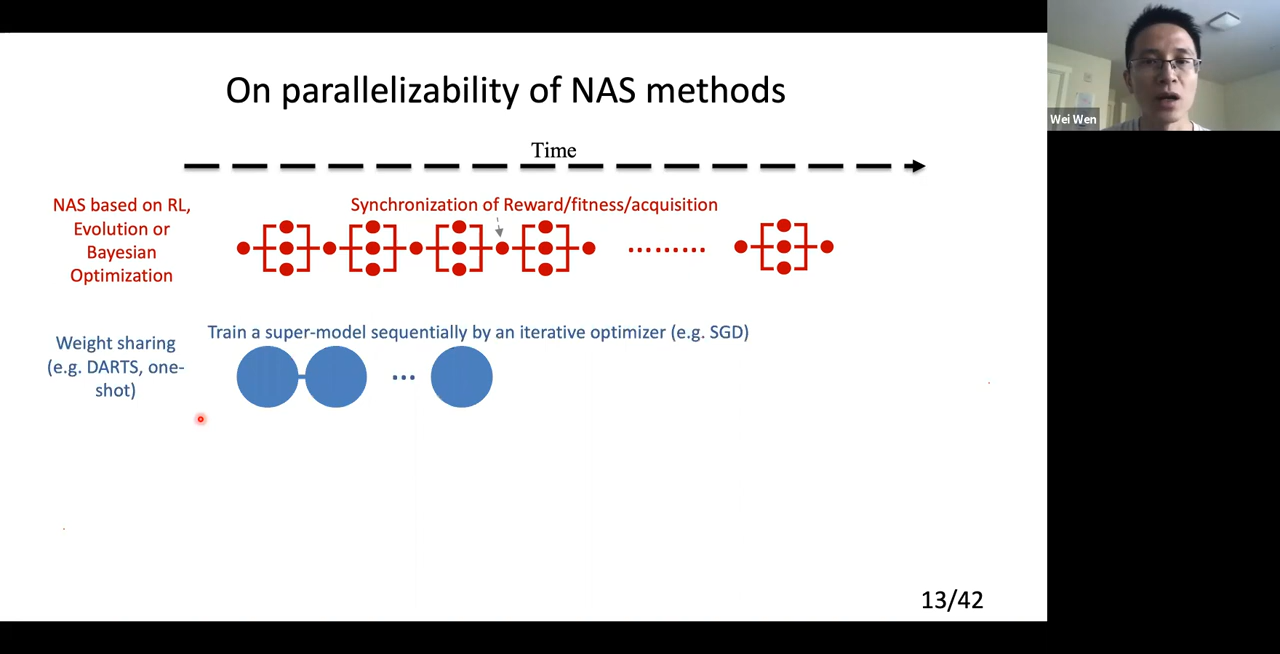 On parallelizability of NAS methods
Time
NAS based on RL,
Evolution or
Bayesian
Optimization
Synchronization of Reward/fitness/acquisition
Weight sharing
(e.g. DARTS, one-
shot)
Train a super-model sequentially by an iterative optimizer (e.g. SGD)
13/42
Wei Wen